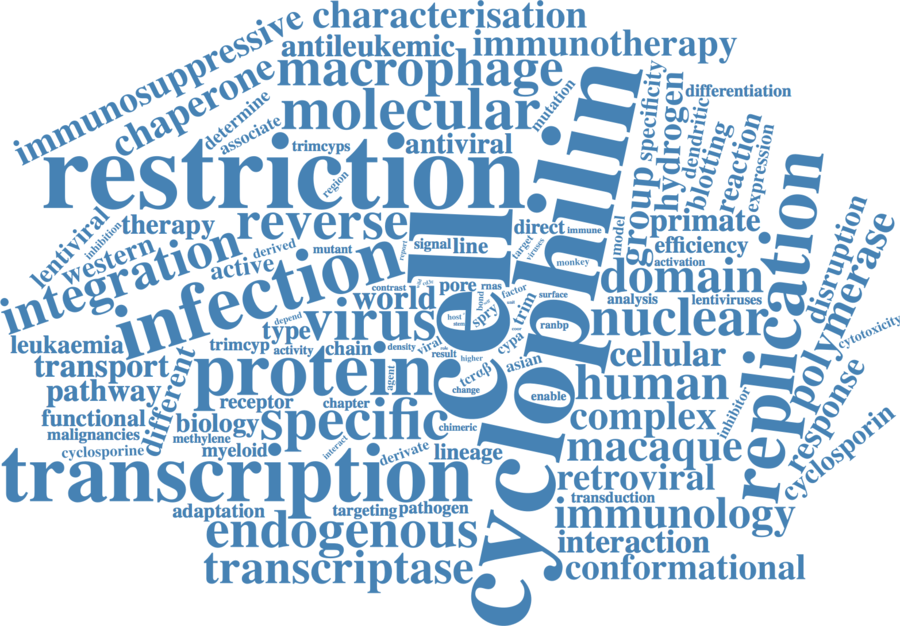 characterisation
immunosuppressive
antileukemic
immunotherapy
chaperone
macrophage
specificity
hydrogen
differentiation
determine
associate
molecular
mutation
dendritic
blotting
reaction
expression
restriction
trimcyps
antiviral
cyclophilin
region
lentiviral
inhibition
therapy
reverse
cell
direct
immune
model
group
primate
replication
disruption
polymerase
western
integration
derived
mutant
report
signal
line
target
viruses
efficiency
active
infection
monkey
activation
domain
contrast
pore
rnas
bond
factor
surface
analysis
lentiviruses
world
virus
host
stem
spry
trim
ranbp
nuclear
cytotoxicity
leukaemia
type
depend
trimcyp
activity
chain
density
viral
risk
result
higher
cypa
asian
cellular
transport
different
protein
agent
tcrαβ
change
enable
human
inhibitor
response
pathway
receptor
chapter
functional
biology
specific
chimeric
complex
cyclosporin
malignancies
methylene
cyclosporine
myeloid
interact
derivate
lineage
macaque
transcription
retroviral
transduction
adaptation
targeting
pathogen
endogenous
immunology
interaction
transcriptase
conformational